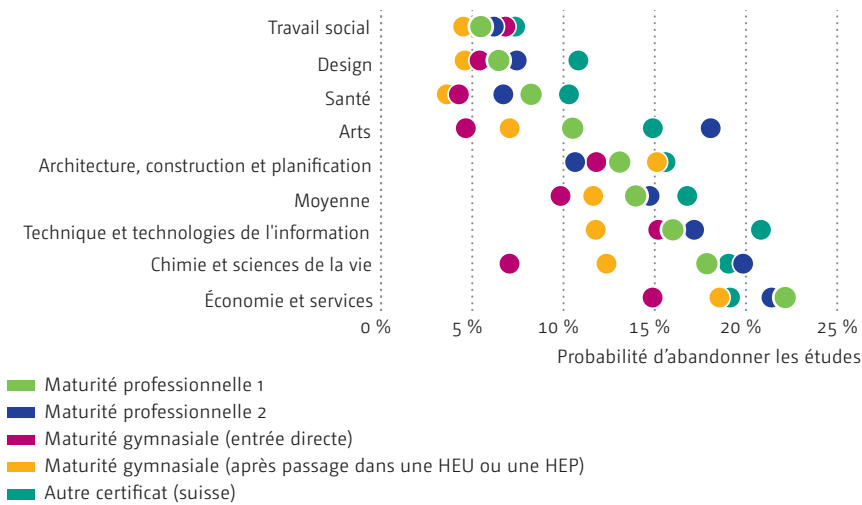 Travail social
Design
Santé
Arts
Architecture, construction et planification
Moyenne
Technique et technologies de l'information
Chimie et sciences de la vie
Économie et services
0 % 5 % 10 % 15 % 20 % 25 %
Probabilité d’abandonner les études
Maturité professionnelle 1
Maturité professionnelle 2
Maturité gymnasiale (entrée directe)
Maturité gymnasiale (après passage dans une HEU ou une HEP)
Autre certificat (suisse)